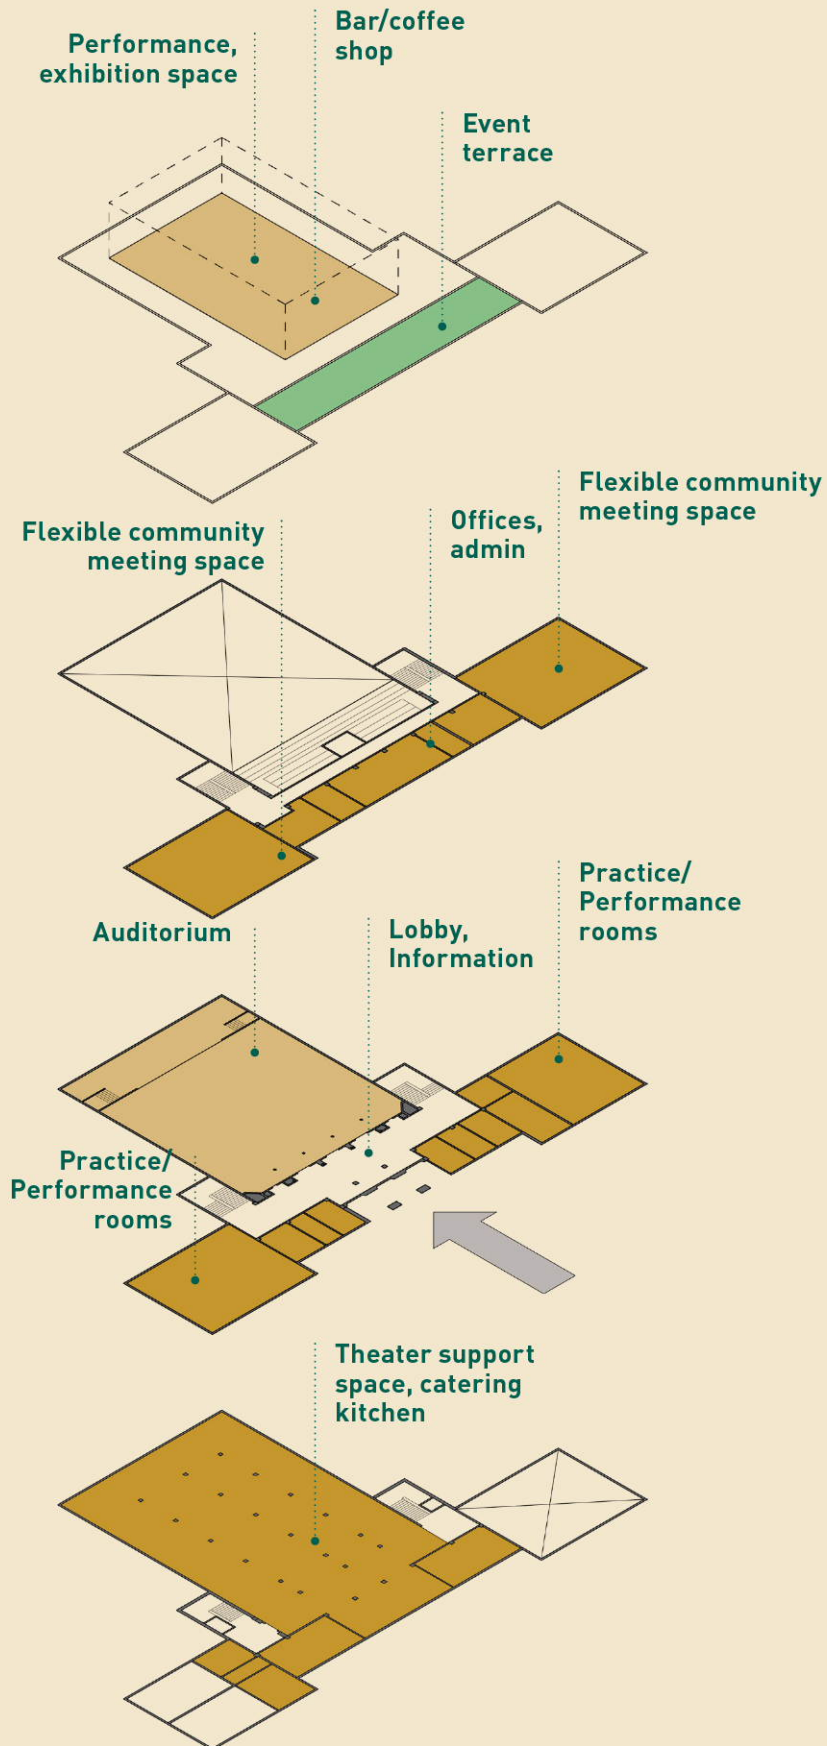 Bar/coffee
shop
Performance,
exhibition space
Event
terrace
Flexible community
meeting space
Offices,
admin
Flexible community
meeting space
Practice/
Performance
rooms
Auditorium
Lobby,
Information
Practice/
Performance
rooms
Theater support
space, catering
kitchen